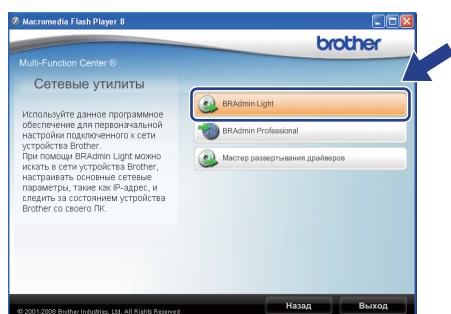 Macromedia Flash Player 8
brother
Multi-Function Center ®
Сетевые утилиты
Используйте данное программное
обеспечение для первоначальной
настройки подключенного к сети
устройства Brother.
При помощи BRAdmin Light можно
искать в сети устройства Brother,
настраивать основные сетевые
параметры, такие как IP-адрес, и
следить за состоянием устройства
Brother со своего ПК.
BRAdmin Light
BRAdmin Professional
Мастер развертывания драйверов
© 2001-2008 Brother Industries, Ltd. All Rights Reserved.
Назад
Выход